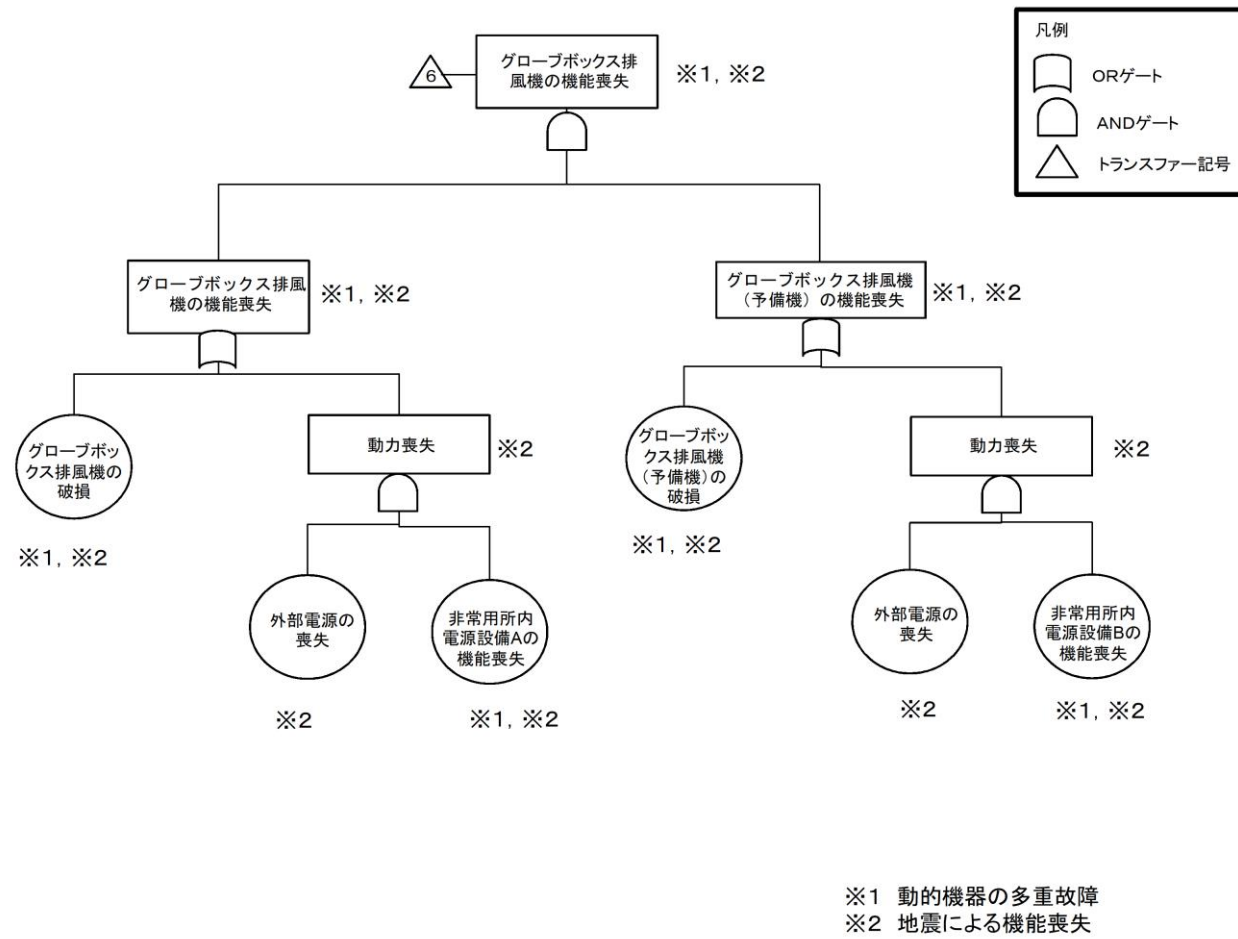 凡例
ORゲート
ANDゲート
トランスファー記号
6
グローブボックス排
風機の機能喪失
※1，※2
グローブボックス排風
機の機能喪失
※1，※2
グローブボックス排風機
（予備機）の機能喪失
※1，※2
グローブボッ
クス排風機の
破損
※1，※2
動力喪失
※2
グローブボッ
クス排風機
（予備機）の
破損
※1，※2
動力喪失
※2
外部電源の
喪失
※2
非常用所内
電源設備Aの
機能喪失
※1，※2
外部電源の
喪失
※2
非常用所内
電源設備Bの
機能喪失
※1，※2
※1 動的機器の多重故障
※2 地震による機能喪失